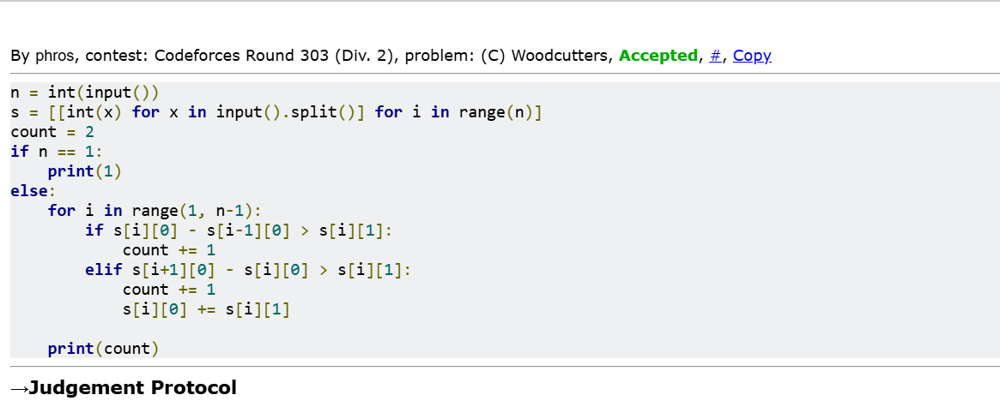 By phros, contest: Codeforces Round 303 (Div. 2), problem: (C) Woodcutters, Accepted, #, Copy
n = int(input())
s = [[int(x) for x in input().split()] for i in range(n)]
count = 2
if n == 1:
    print(1)
else:
    for i in range(1, n-1):
        if s[i][0] - s[i-1][0] > s[i][1]:
            count += 1
        elif s[i+1][0] - s[i][0] > s[i][1]:
            count += 1
            s[i][0] += s[i][1]
    print(count)
→Judgement Protocol